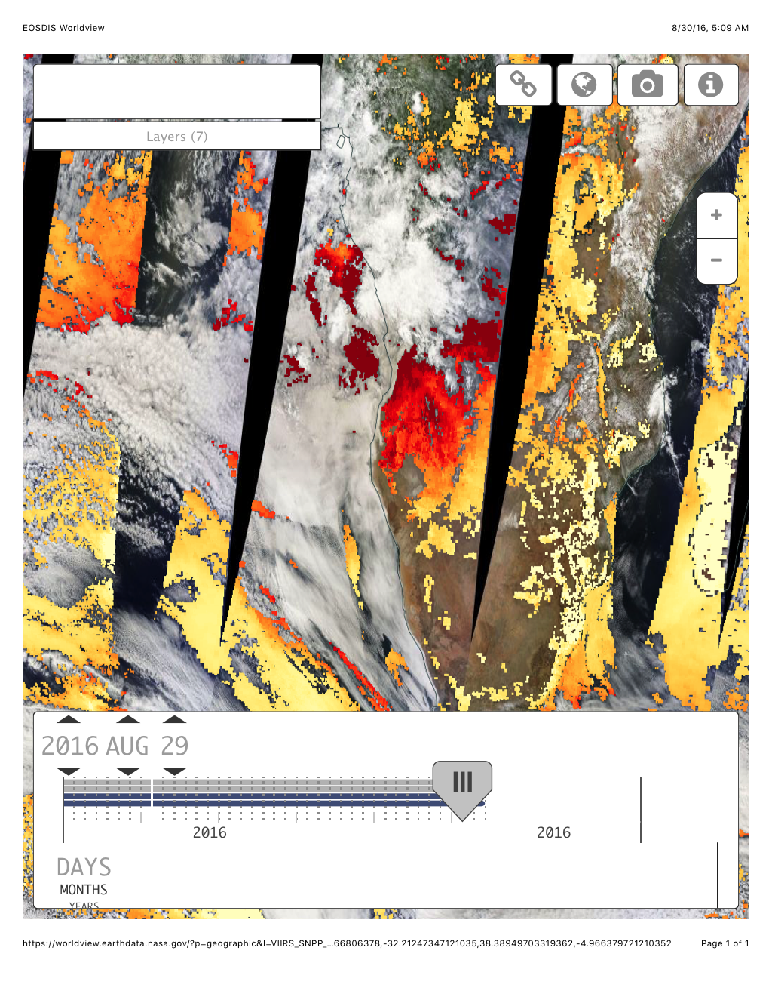 EOSDIS Worldview
8/30/16, 5:09 AM
Layers (7)
+
−
2016 AUG 29
2016
2016
DAYS
MONTHS
YEARS
https://worldview.earthdata.nasa.gov/?p=geographic&l=VIIRS_SNPP_...66806378,-32.21247347121035,38.38949703319362,-4.966379721210352
Page 1 of 1